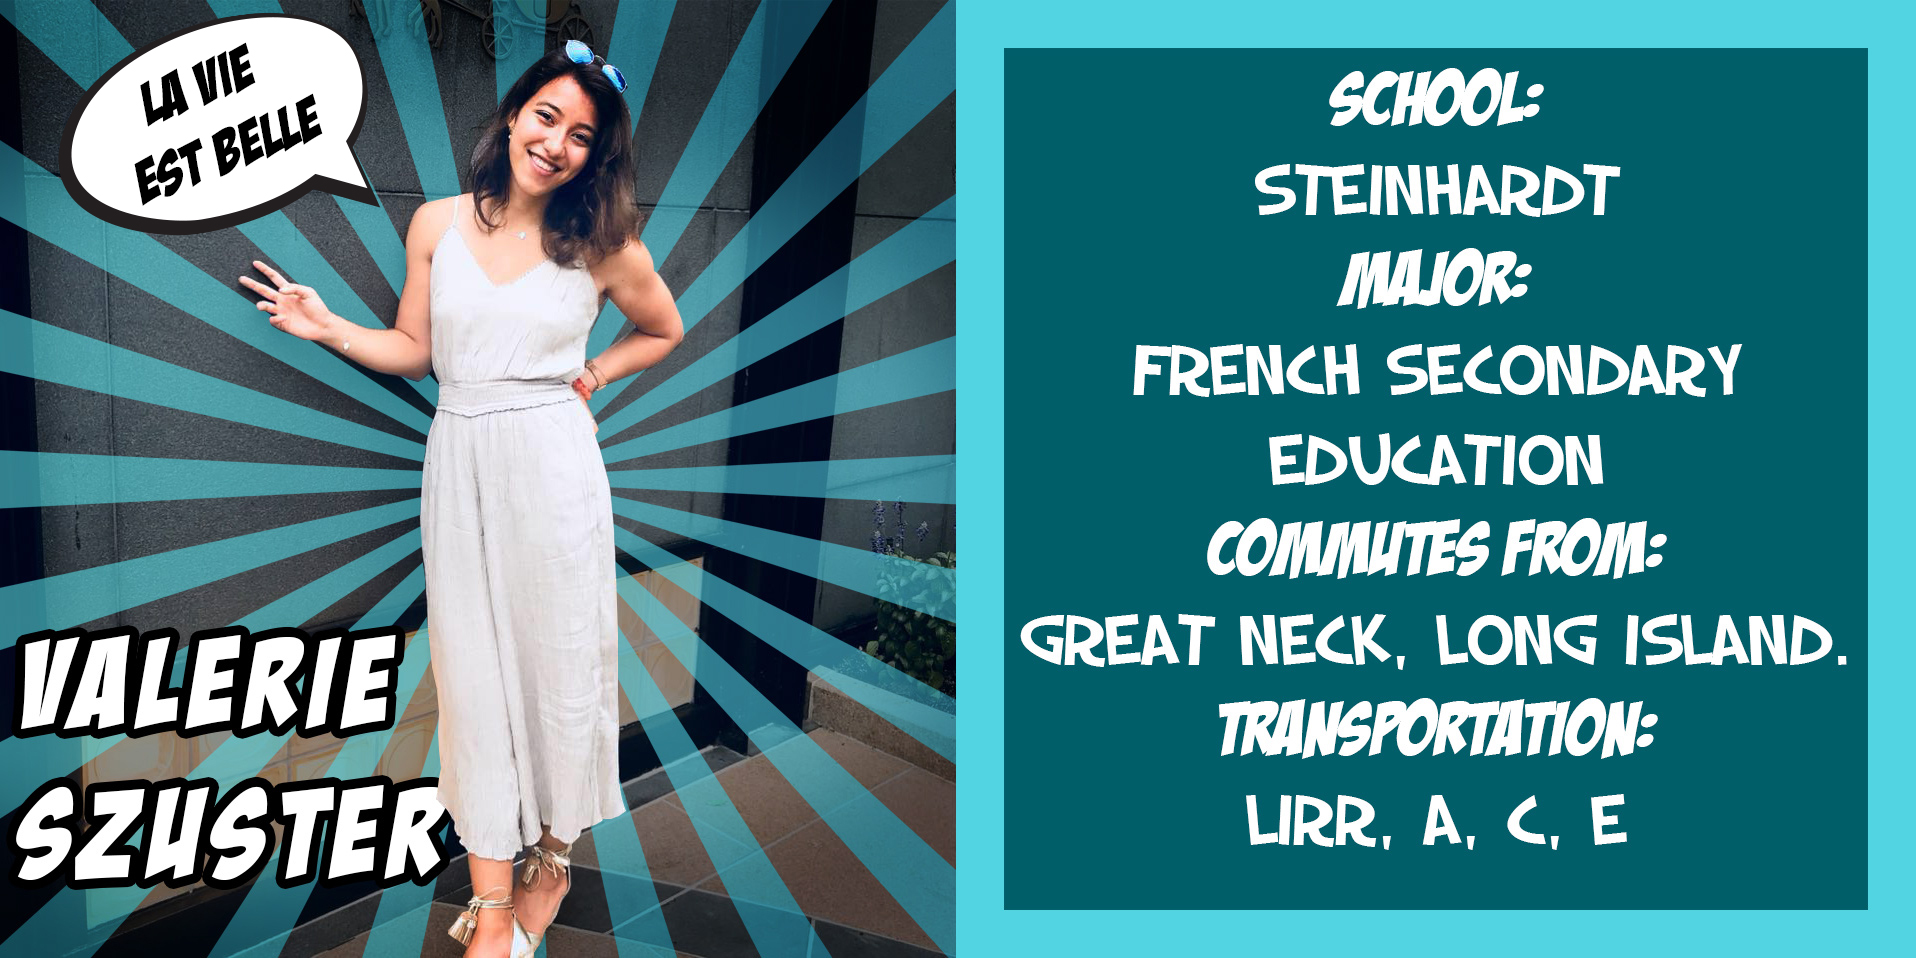 LA VIE
EST BELLE
VALERIE
SZUSTER
SCHOOL:
STEINHARDT
MAJOR:
FRENCH SECONDARY
EDUCATION
COMMUTES FROM:
GREAT NECK, LONG ISLAND.
TRANSPORTATION:
LIRR, A, C, E